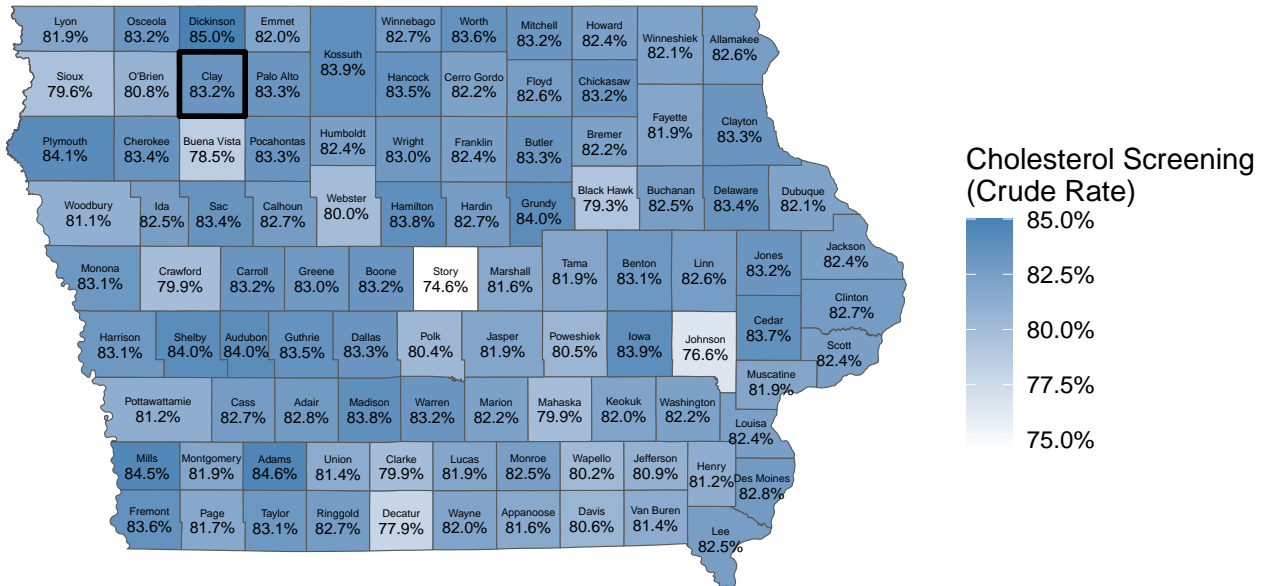 Lyon
81.9%
Osceola
83.2%
Dickinson
85.0%
Emmet
82.0%
Winnebago
82.7%
Worth
83.6%
Mitchell
83.2%
Howard
82.4%
Winneshiek
82.1%
Allamakee
82.6%
Kossuth
83.9%
Sioux
79.6%
O'Brien
80.8%
Clay
83.2%
Palo Alto
83.3%
Hancock
83.5%
Cerro Gordo
82.2%
Floyd
82.6%
Chickasaw
83.2%
Fayette
81.9%
Clayton
83.3%
Plymouth
84.1%
Cherokee
83.4%
Buena Vista
78.5%
Pocahontas
83.3%
Humboldt
82.4%
Wright
83.0%
Franklin
82.4%
Butler
83.3%
Bremer
82.2%
Woodbury
81.1%
Ida
82.5%
Sac
83.4%
Calhoun
82.7%
Webster
80.0%
Hamilton
83.8%
Hardin
82.7%
Grundy
84.0%
Black Hawk
79.3%
Buchanan
82.5%
Delaware
83.4%
Dubuque
82.1%
Monona
83.1%
Crawford
79.9%
Carroll
83.2%
Greene
83.0%
Boone
83.2%
Story
74.6%
Marshall
81.6%
Tama
81.9%
Benton
83.1%
Linn
82.6%
Jones
83.2%
Jackson
82.4%
Clinton
82.7%
Harrison
83.1%
Shelby
84.0%
Audubon
84.0%
Guthrie
83.5%
Dallas
83.3%
Polk
80.4%
Jasper
81.9%
Poweshiek
80.5%
Iowa
83.9%
Johnson
76.6%
Cedar
83.7%
Scott
82.4%
Muscatine
81.9%
Pottawattamie
81.2%
Cass
82.7%
Adair
82.8%
Madison
83.8%
Warren
83.2%
Marion
82.2%
Mahaska
79.9%
Keokuk
82.0%
Washington
82.2%
Louisa
82.4%
Mills
84.5%
Montgomery
81.9%
Adams
84.6%
Union
81.4%
Clarke
79.9%
Lucas
81.9%
Monroe
82.5%
Wapello
80.2%
Jefferson
80.9%
Henry
81.2%
Des Moines
82.8%
Fremont
83.6%
Page
81.7%
Taylor
83.1%
Ringgold
82.7%
Decatur
77.9%
Wayne
82.0%
Appanoose
81.6%
Davis
80.6%
Van Buren
81.4%
Lee
82.5%
Cholesterol Screening
(Crude Rate)
85.0%
82.5%
80.0%
77.5%
75.0%